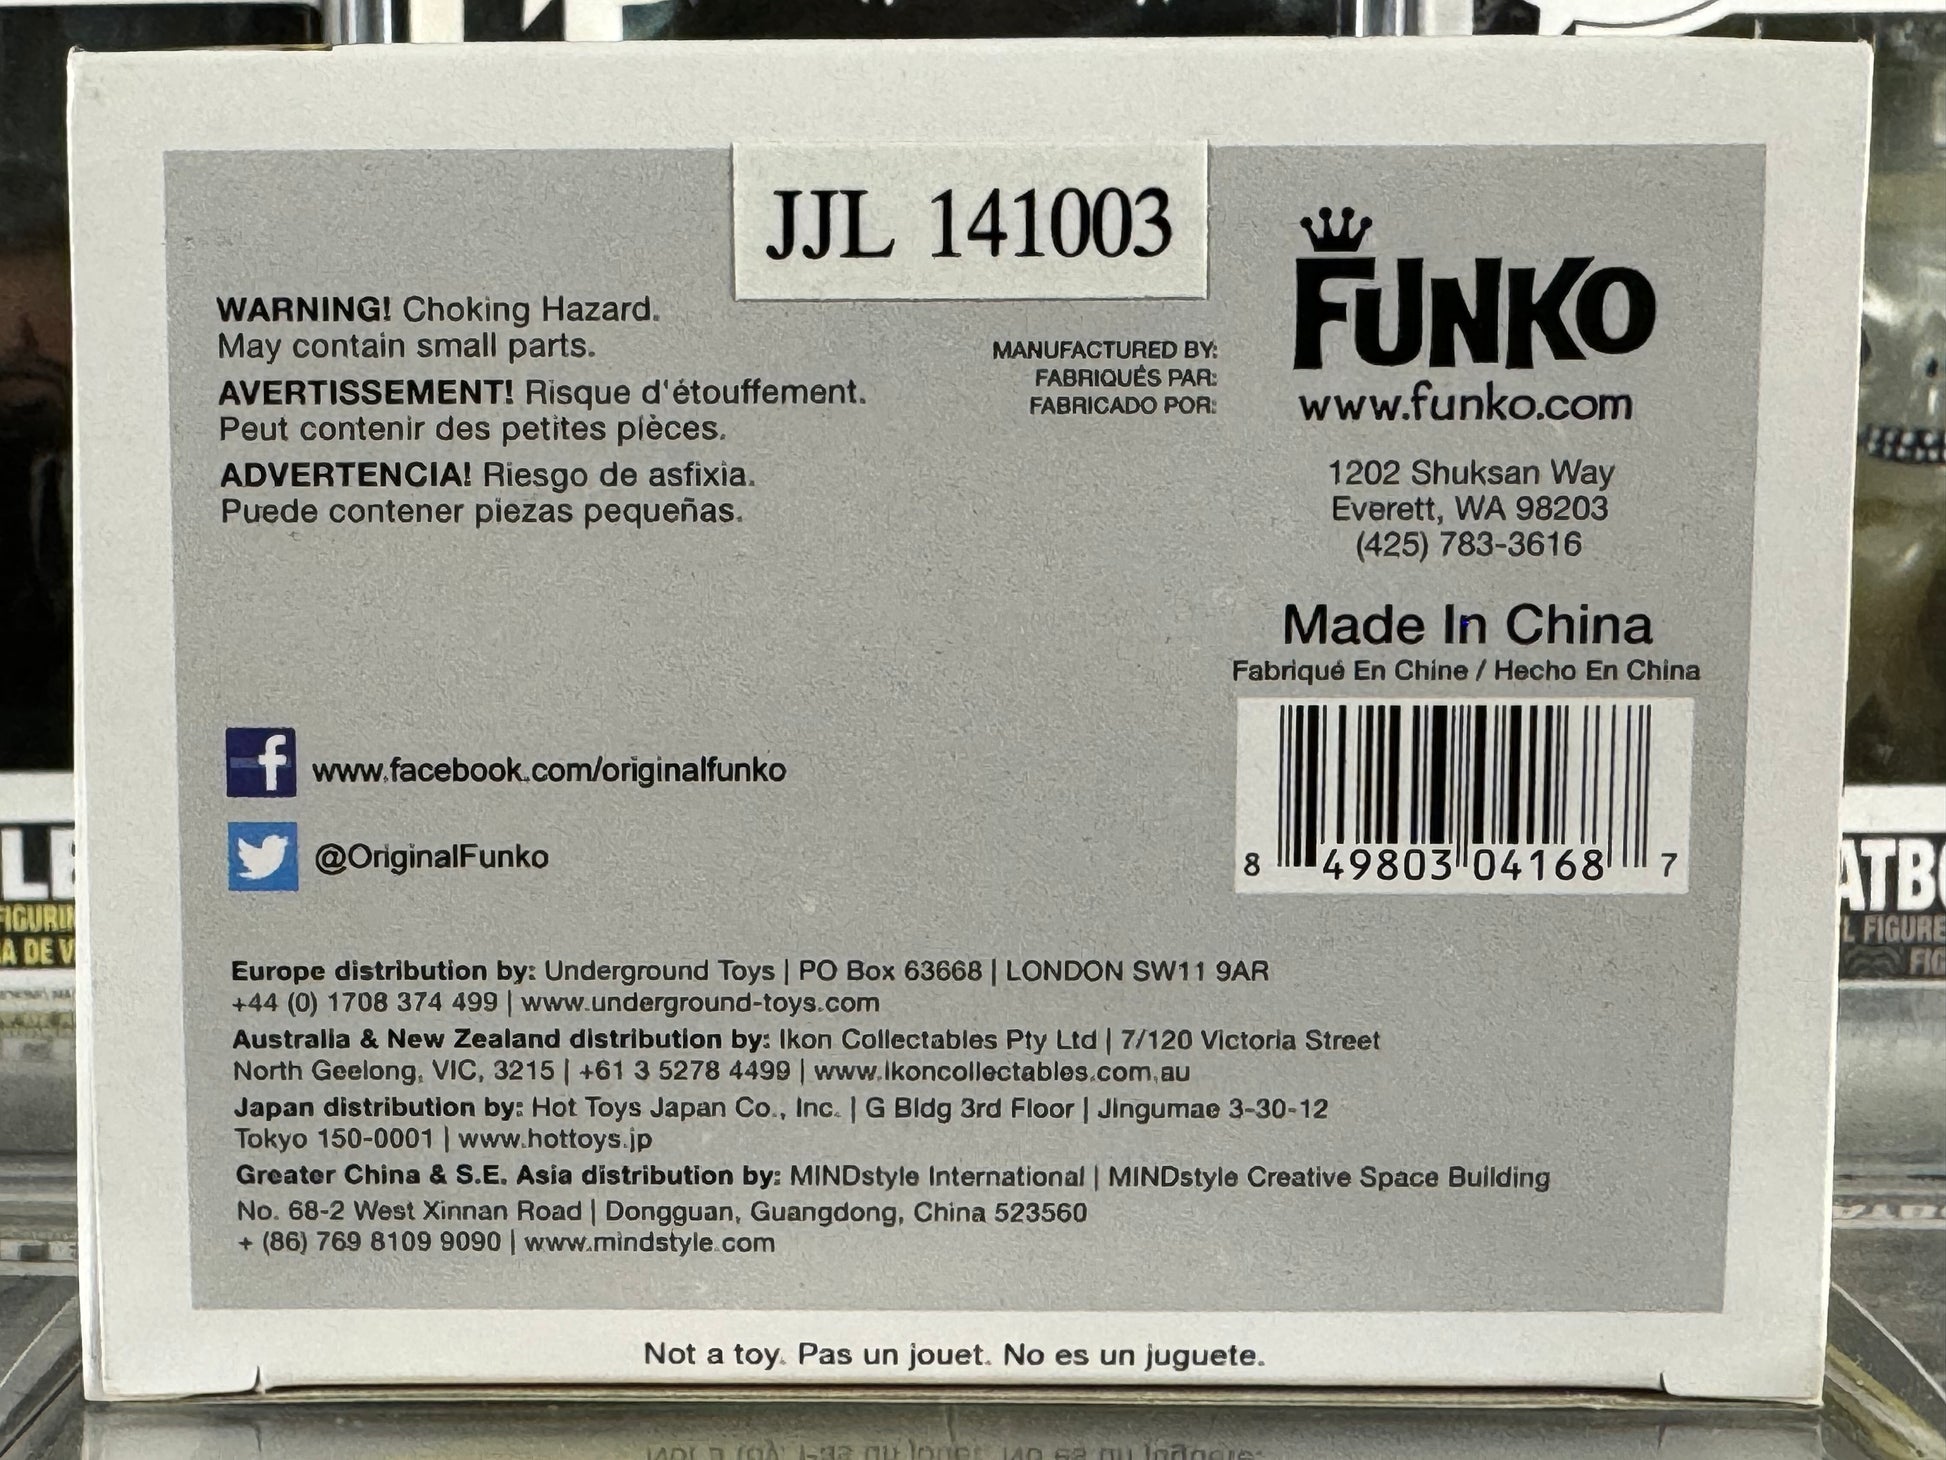 JJL 141003
WARNING! Choking Hazard.
May contain small parts.
AVERTISSEMENT! Risque d'étouffement.
Peut contenir des petites pièces.
ADVERTENCIA! Riesgo de asfixia.
Puede contener piezas pequeñas.
MANUFACTURED BY:
FABRIQUÉS PAR:
FABRICADO POR:
FUNKO
www.funko.com
1202 Shuksan Way
Everett, WA 98203
(425) 783-3616
Made In China
Fabriqué En Chine / Hecho En China
8 49803 04168 7
f www.facebook.com/originalfunko
@OriginalFunko
Europe distribution by: Underground Toys | PO Box 63668 | LONDON SW11 9AR
+44 (0) 1708 374 499 | www.underground-toys.com
Australia & New Zealand distribution by: Ikon Collectables Pty Ltd | 7/120 Victoria Street
North Geelong, VIC, 3215 | +61 3 5278 4499 | www.ikoncollectables.com.au
Japan distribution by: Hot Toys Japan Co., Inc. | G Bldg 3rd Floor | Jingumae 3-30-12
Tokyo 150-0001 | www.hottoys.jp
Greater China & S.E. Asia distribution by: MINDstyle International | MINDstyle Creative Space Building
No. 68-2 West Xinnan Road | Dongguan, Guangdong, China 523560
+ (86) 769 8109 9090 | www.mindstyle.com
Not a toy. Pas un jouet. No es un juguete.